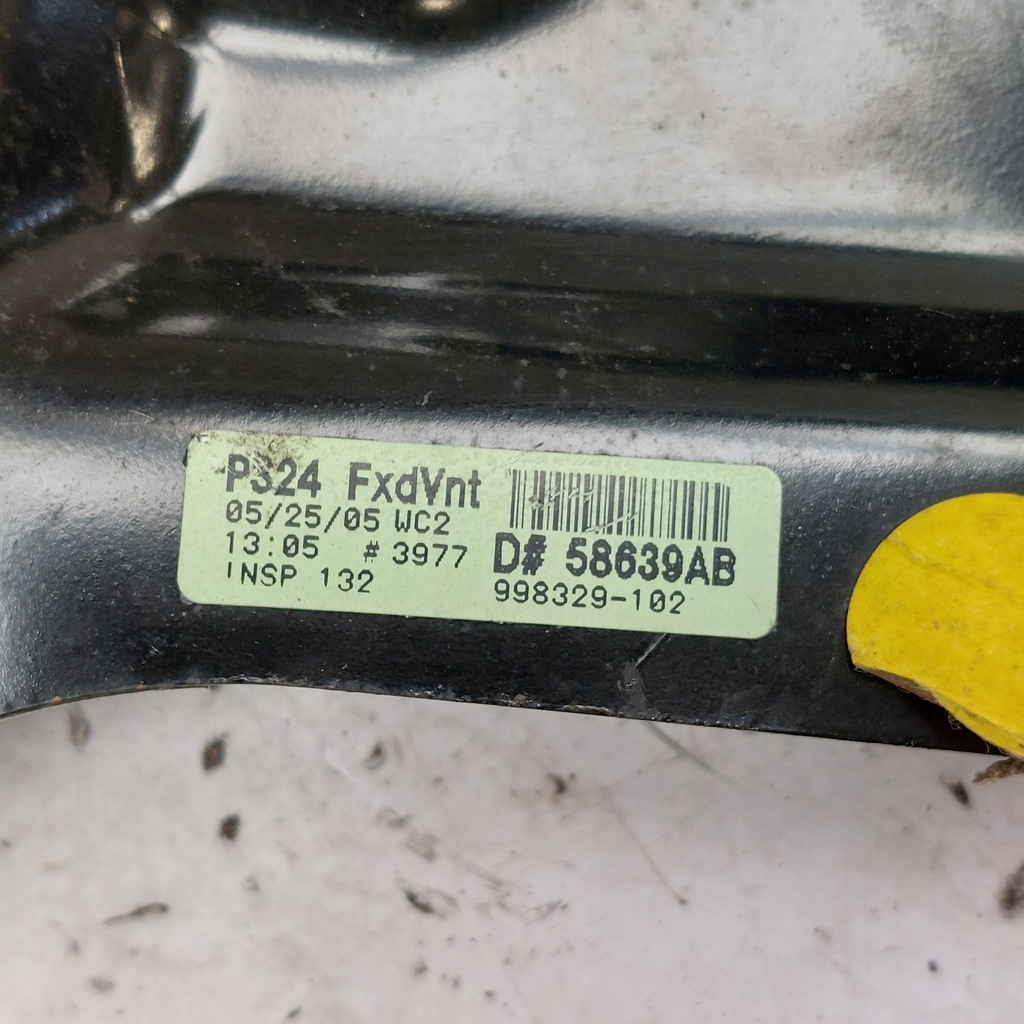 P324 FxdVnt
05/25/05 WC2
13:05 # 3977
INSP 132
D# 58639AB
998329-102